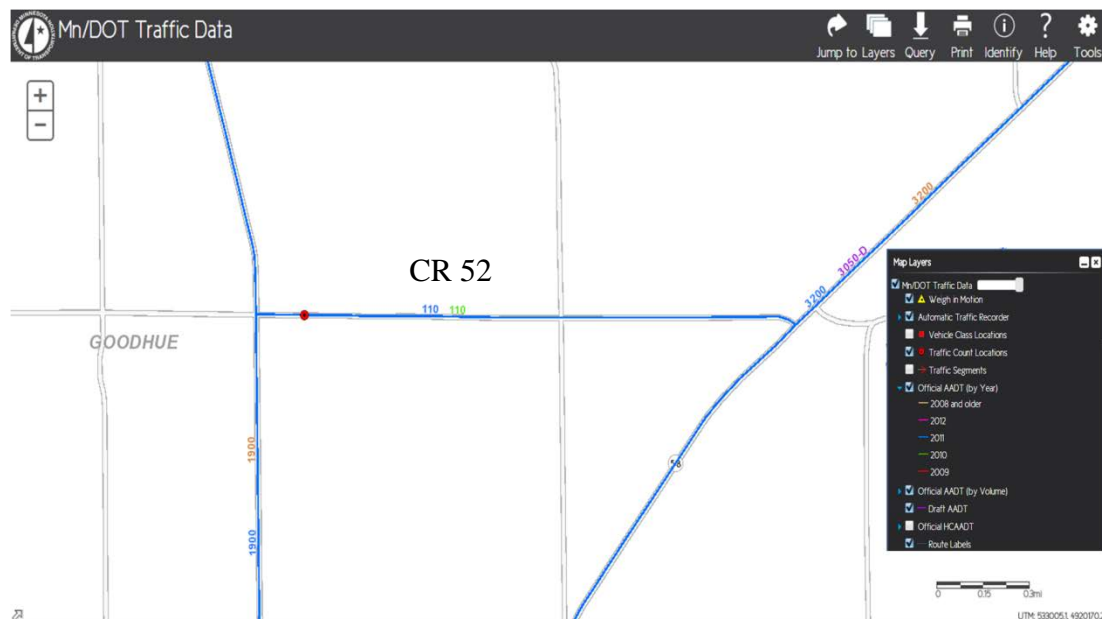 Mn/DOT Traffic Data
Jump to Layers Query Print Identify Help Tools
+
−
3200
CR 52
3050-D
3200
110 110
GOODHUE
1900
1900
58
Map Layers
Mn/DOT Traffic Data
Weigh in Motion
Automatic Traffic Recorder
Vehicle Class Locations
Traffic Count Locations
Traffic Segments
Official AADT (by Year)
2008 and older
2012
2011
2010
2009
Official AADT (by Volume)
Draft AADT
Official HCAADT
Route Labels
0 0.15 0.3mi